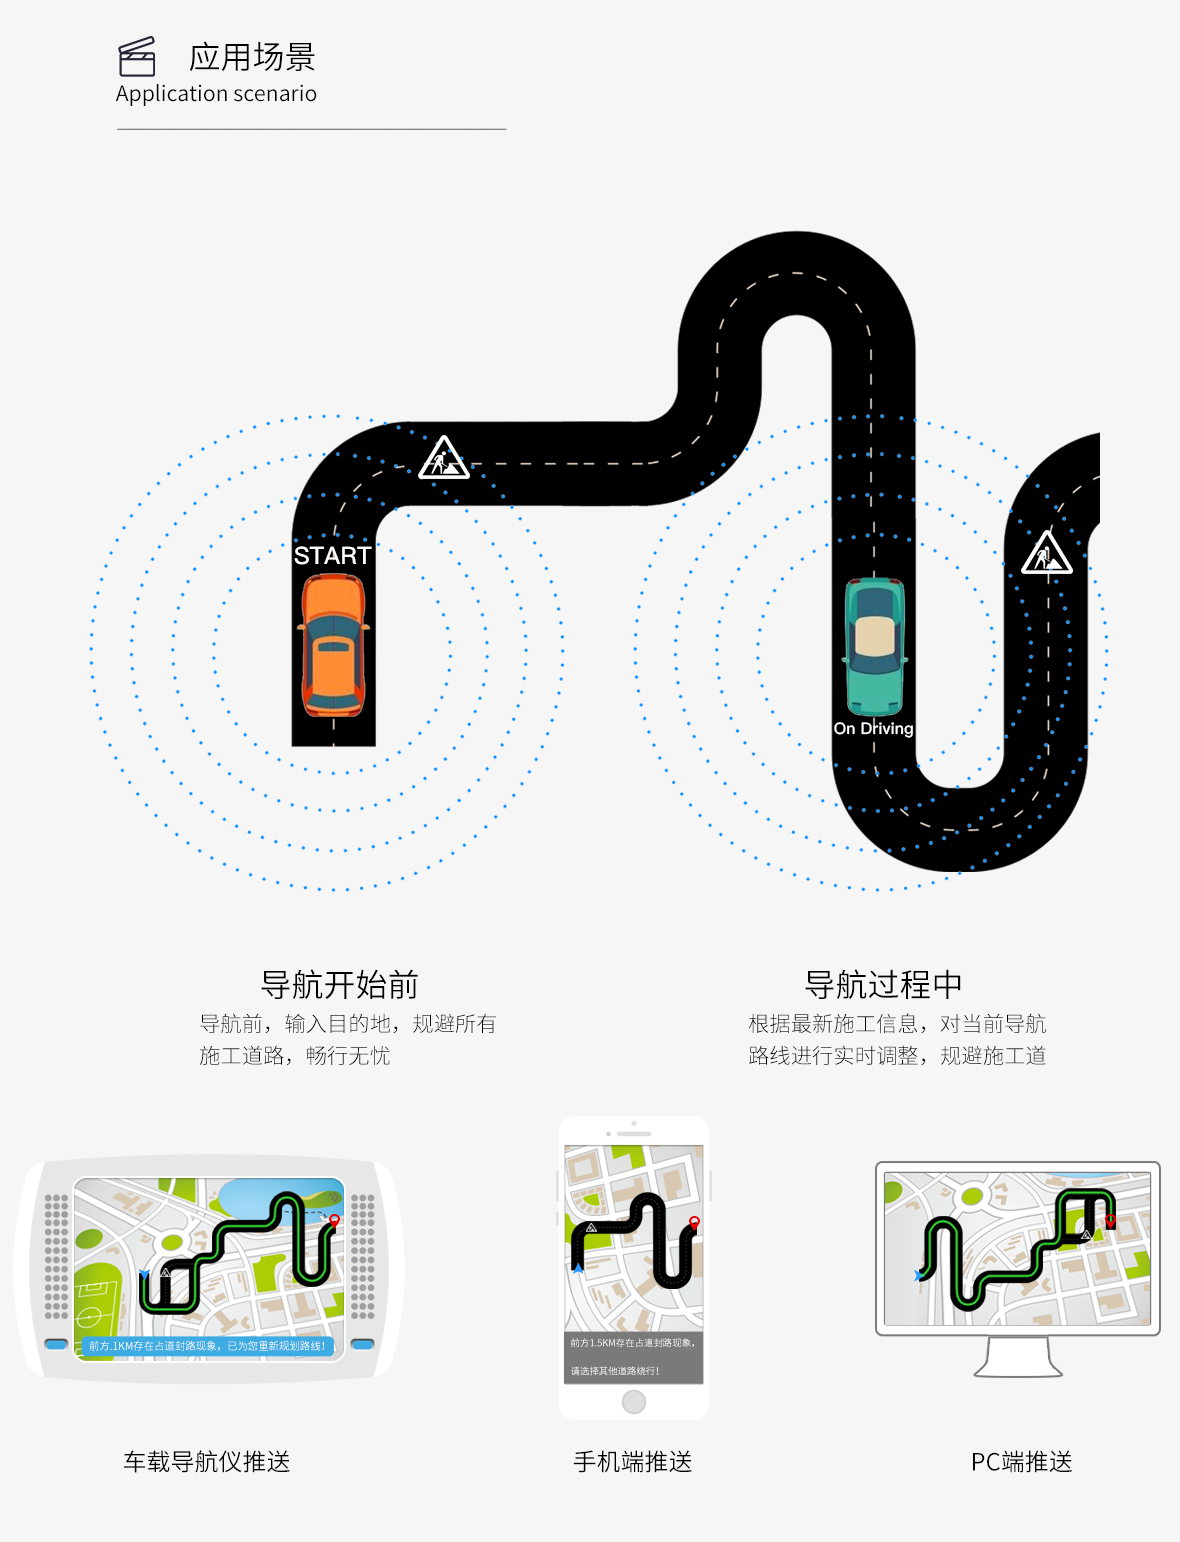 应用场景
Application scenario
START
On Driving
导航开始前
导航前，输入目的地，规避所有
施工道路，畅行无忧
导航过程中
根据最新施工信息，对当前导航
路线进行实时调整，规避施工道
前方.1KM存在占道封路现象，已为您重新规划路线！
前方1.5KM存在占道封路现象，
请选择其他道路绕行！
车载导航仪推送
手机端推送
PC端推送